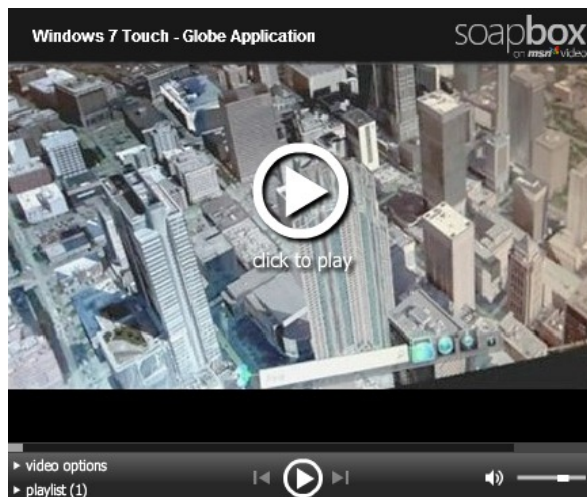 Windows 7 Touch - Globe Application
soapbox
on msn video
click to play
video options
playlist (1)